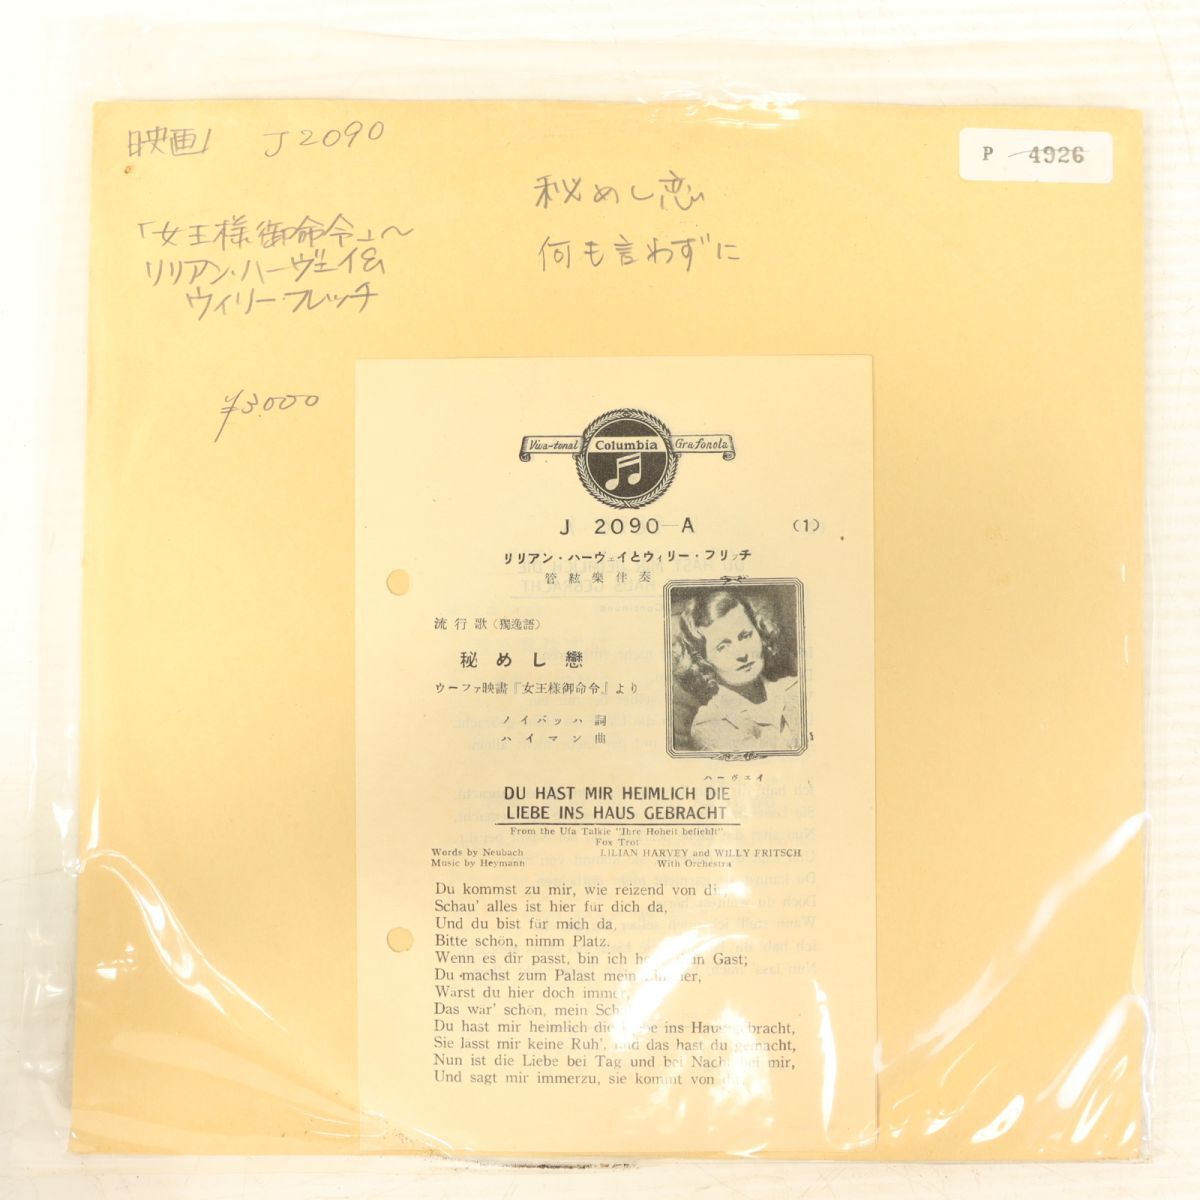 映画 J2090
P 4926
秘めし恋
何も言わずに
「女王様御命令」〜
リリアン・ハーヴェイ&
ウィリー・フレッチ
¥3.000
Viva-tonal Columbia Grafonola
J 2090-A (1)
リリアン・ハーヴェイとウィリー・フリッチ
管絃樂伴奏
流行歌(獨逸語)
秘めし戀
ウーファ映畫『女王様御命令』より
ノイバッハ 詞
ハイマン 曲
ハーヴェイ
DU HAST MIR HEIMLICH DIE
LIEBE INS HAUS GEBRACHT
From the Ufa Talkie "Ihre Hoheit befiehlt"
Fox Trot
Words by Neubach LILIAN HARVEY and WILLY FRITSCH
Music by Heymann With Orchestra
Du kommst zu mir, wie reizend von dir,
Schau' alles ist hier für dich da,
Und du bist für mich da,
Bitte schön, nimm Platz.
Wenn es dir passt, bin ich dein Gast;
Du machst zum Palast mein Zimmer,
Warst du hier doch immer,
Das wär' schön, mein
Du hast mir heimlich die Liebe ins Haus gebracht,
Sie lasst mir keine Ruh', und das hast du gemacht,
Nun ist die Liebe bei Tag und bei Nacht bei mir,
Und sagt mir immerzu, sie kommt von dir